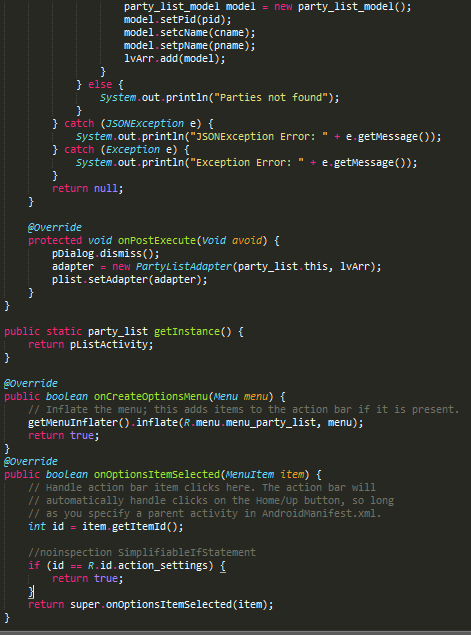 party_list_model model = new party_list_model();
model.setPid(pid);
model.setcName(cname);
model.setpName(pname);
lvArr.add(model);
}
} else {
System.out.println("Parties not found");
}
} catch (JSONException e) {
System.out.println("JSONException Error: " + e.getMessage());
} catch (Exception e) {
System.out.println("Exception Error: " + e.getMessage());
}
return null;
}
@Override
protected void onPostExecute(Void avoid) {
pDialog.dismiss();
adapter = new PartyListAdapter(party_list.this, lvArr);
plist.setAdapter(adapter);
}
}
public static party_list getInstance() {
return pListActivity;
}
@Override
public boolean onCreateOptionsMenu(Menu menu) {
// Inflate the menu; this adds items to the action bar if it is present.
getMenuInflater().inflate(R.menu.menu_party_list, menu);
return true;
}
@Override
public boolean onOptionsItemSelected(MenuItem item) {
// Handle action bar item clicks here. The action bar will
// automatically handle clicks on the Home/Up button, so long
// as you specify a parent activity in AndroidManifest.xml.
int id = item.getItemId();
//noinspection SimplifiableIfStatement
if (id == R.id.action_settings) {
return true;
}
return super.onOptionsItemSelected(item);
}